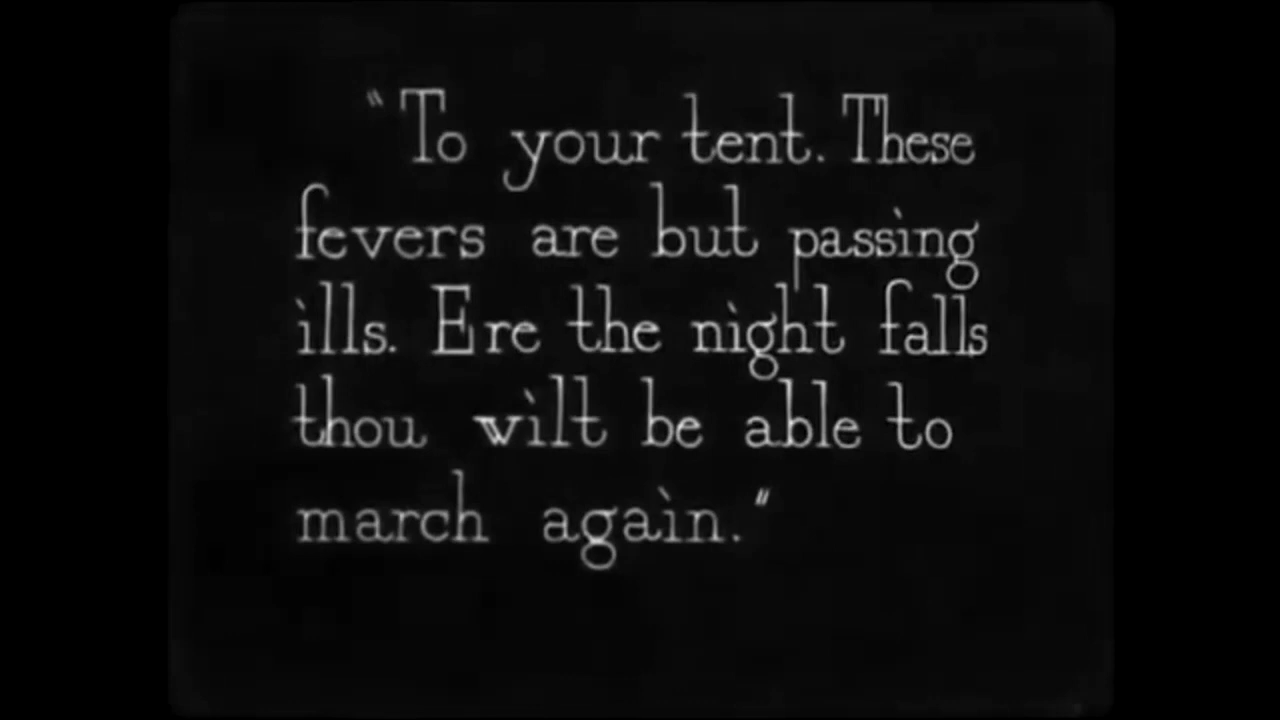 "To your tent. These
fevers are but passing
ills. Ere the night falls
thou wilt be able to
march again."